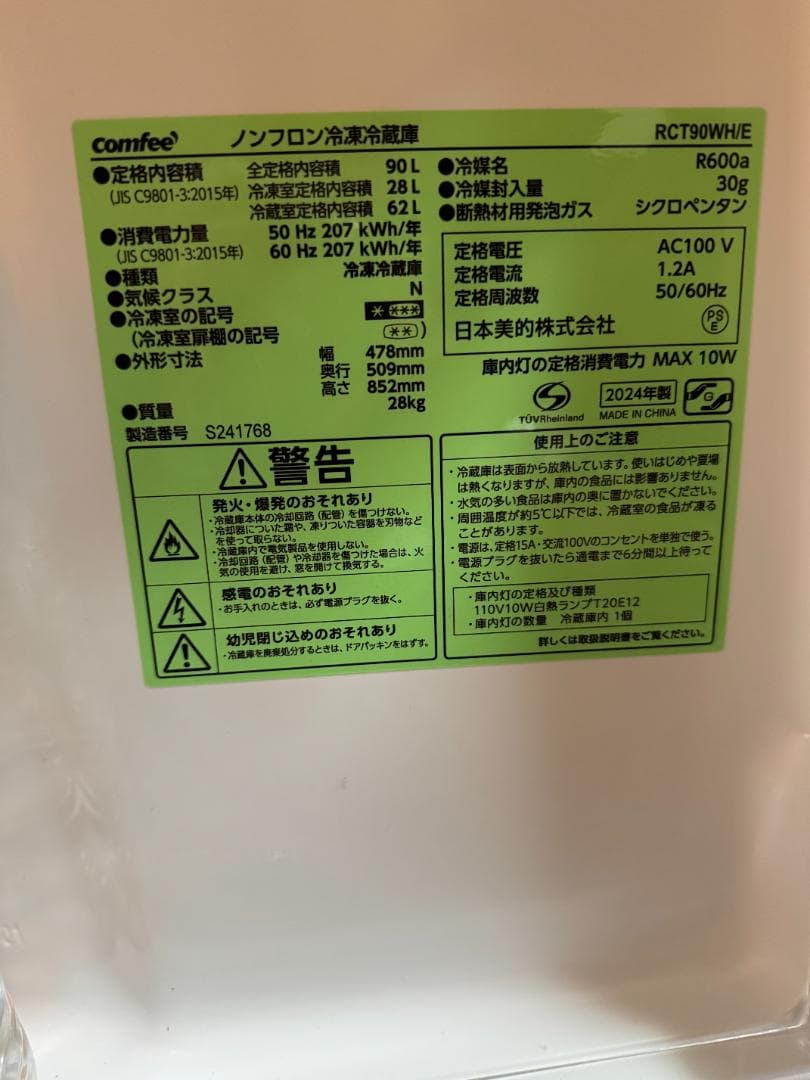 comfee' ノンフロン冷凍冷蔵庫 RCT90WH/E
●定格内容積 全定格内容積 90 L
(JIS C9801-3:2015年) 冷凍室定格内容積 28 L
冷蔵室定格内容積 62 L
●消費電力量 50 Hz 207 kWh/年
(JIS C9801-3:2015年) 60 Hz 207 kWh/年
●種類 冷凍冷蔵庫
●気候クラス N
●冷凍室の記号 * ***
(冷凍室扉棚の記号 (**))
●外形寸法 幅 478mm
奥行 509mm
高さ 852mm
●質量 28kg
製造番号 S241768
●冷媒名 R600a
●冷媒封入量 30g
●断熱材用発泡ガス シクロペンタン
定格電圧 AC100 V
定格電流 1.2A
定格周波数 50/60Hz
日本美的株式会社 PSE
庫内灯の定格消費電力 MAX 10W
TÜVRheinland 2024年製 G
MADE IN CHINA
警告
発火・爆発のおそれあり
・冷蔵庫本体の冷却回路(配管)を傷つけない。
・冷却器についた霜や、凍りついた容器を刃物など
を使って取らない。
・冷蔵庫内で電気製品を使用しない。
・冷却回路(配管)や冷却器を傷つけた場合は、火
気の使用を避け、窓を開けて換気する。
感電のおそれあり
・お手入れのときは、必ず電源プラグを抜く。
幼児閉じ込めのおそれあり
・冷蔵庫を廃棄処分するときは、ドアパッキンをはずす。
使用上のご注意
・冷蔵庫は表面から放熱しています。使いはじめや夏場
は熱くなりますが、庫内の食品には影響ありません。
・水気の多い食品は庫内の奥に置かないでください。
・周囲温度が約5℃以下では、冷蔵室の食品が凍る
ことがあります。
・電源は、定格15A・交流100Vのコンセントを単独で使う。
・電源プラグを抜いたら通電まで6分間以上待って
ください。
・庫内灯の定格及び種類
110V10W白熱ランプT20E12
・庫内灯の数量 冷蔵庫内 1個
詳しくは取扱説明書をご覧ください。